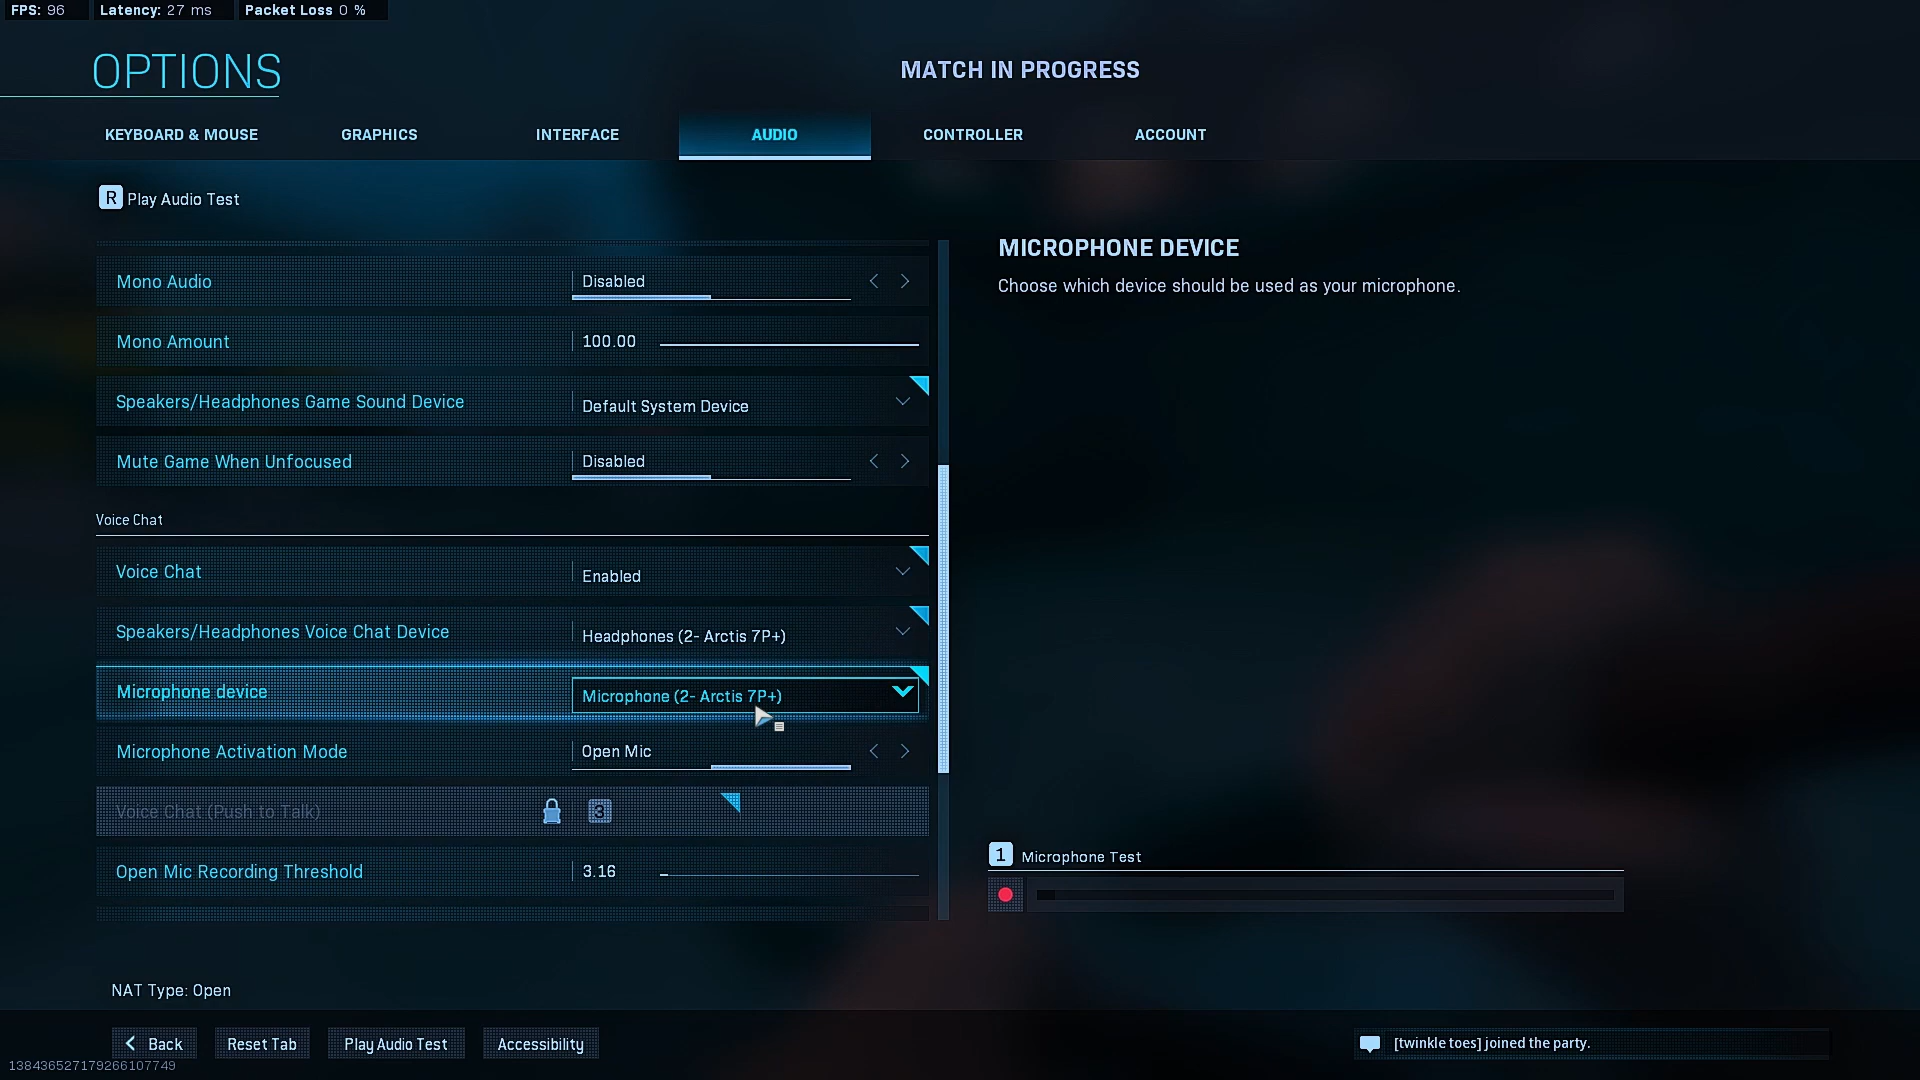 FPS: 96 Latency: 27 ms Packet Loss 0 %
OPTIONS
MATCH IN PROGRESS
KEYBOARD & MOUSE GRAPHICS INTERFACE AUDIO CONTROLLER ACCOUNT
R Play Audio Test
Mono Audio Disabled
Mono Amount 100.00
Speakers/Headphones Game Sound Device Default System Device
Mute Game When Unfocused Disabled
Voice Chat
Voice Chat Enabled
Speakers/Headphones Voice Chat Device Headphones (2- Arctis 7P+)
Microphone device Microphone (2- Arctis 7P+)
Microphone Activation Mode Open Mic
Voice Chat (Push to Talk) 3
Open Mic Recording Threshold 3.16
MICROPHONE DEVICE
Choose which device should be used as your microphone.
1 Microphone Test
NAT Type: Open
Back Reset Tab Play Audio Test Accessibility
[twinkle toes] joined the party.
138436527179266107749